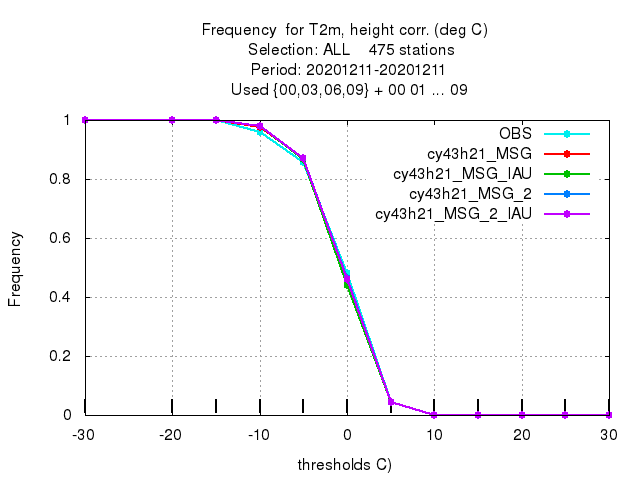 Frequency  for T2m, height corr. (deg C)
Selection: ALL    475 stations
Period: 20201211-20201211
Used {00,03,06,09} + 00 01 ... 09
OBS
cy43h21_MSG
cy43h21_MSG_IAU
cy43h21_MSG_2
cy43h21_MSG_2_IAU
1
0.8
0.6
0.4
0.2
0
Frequency
-30 -20 -10 0 10 20 30
thresholds C)